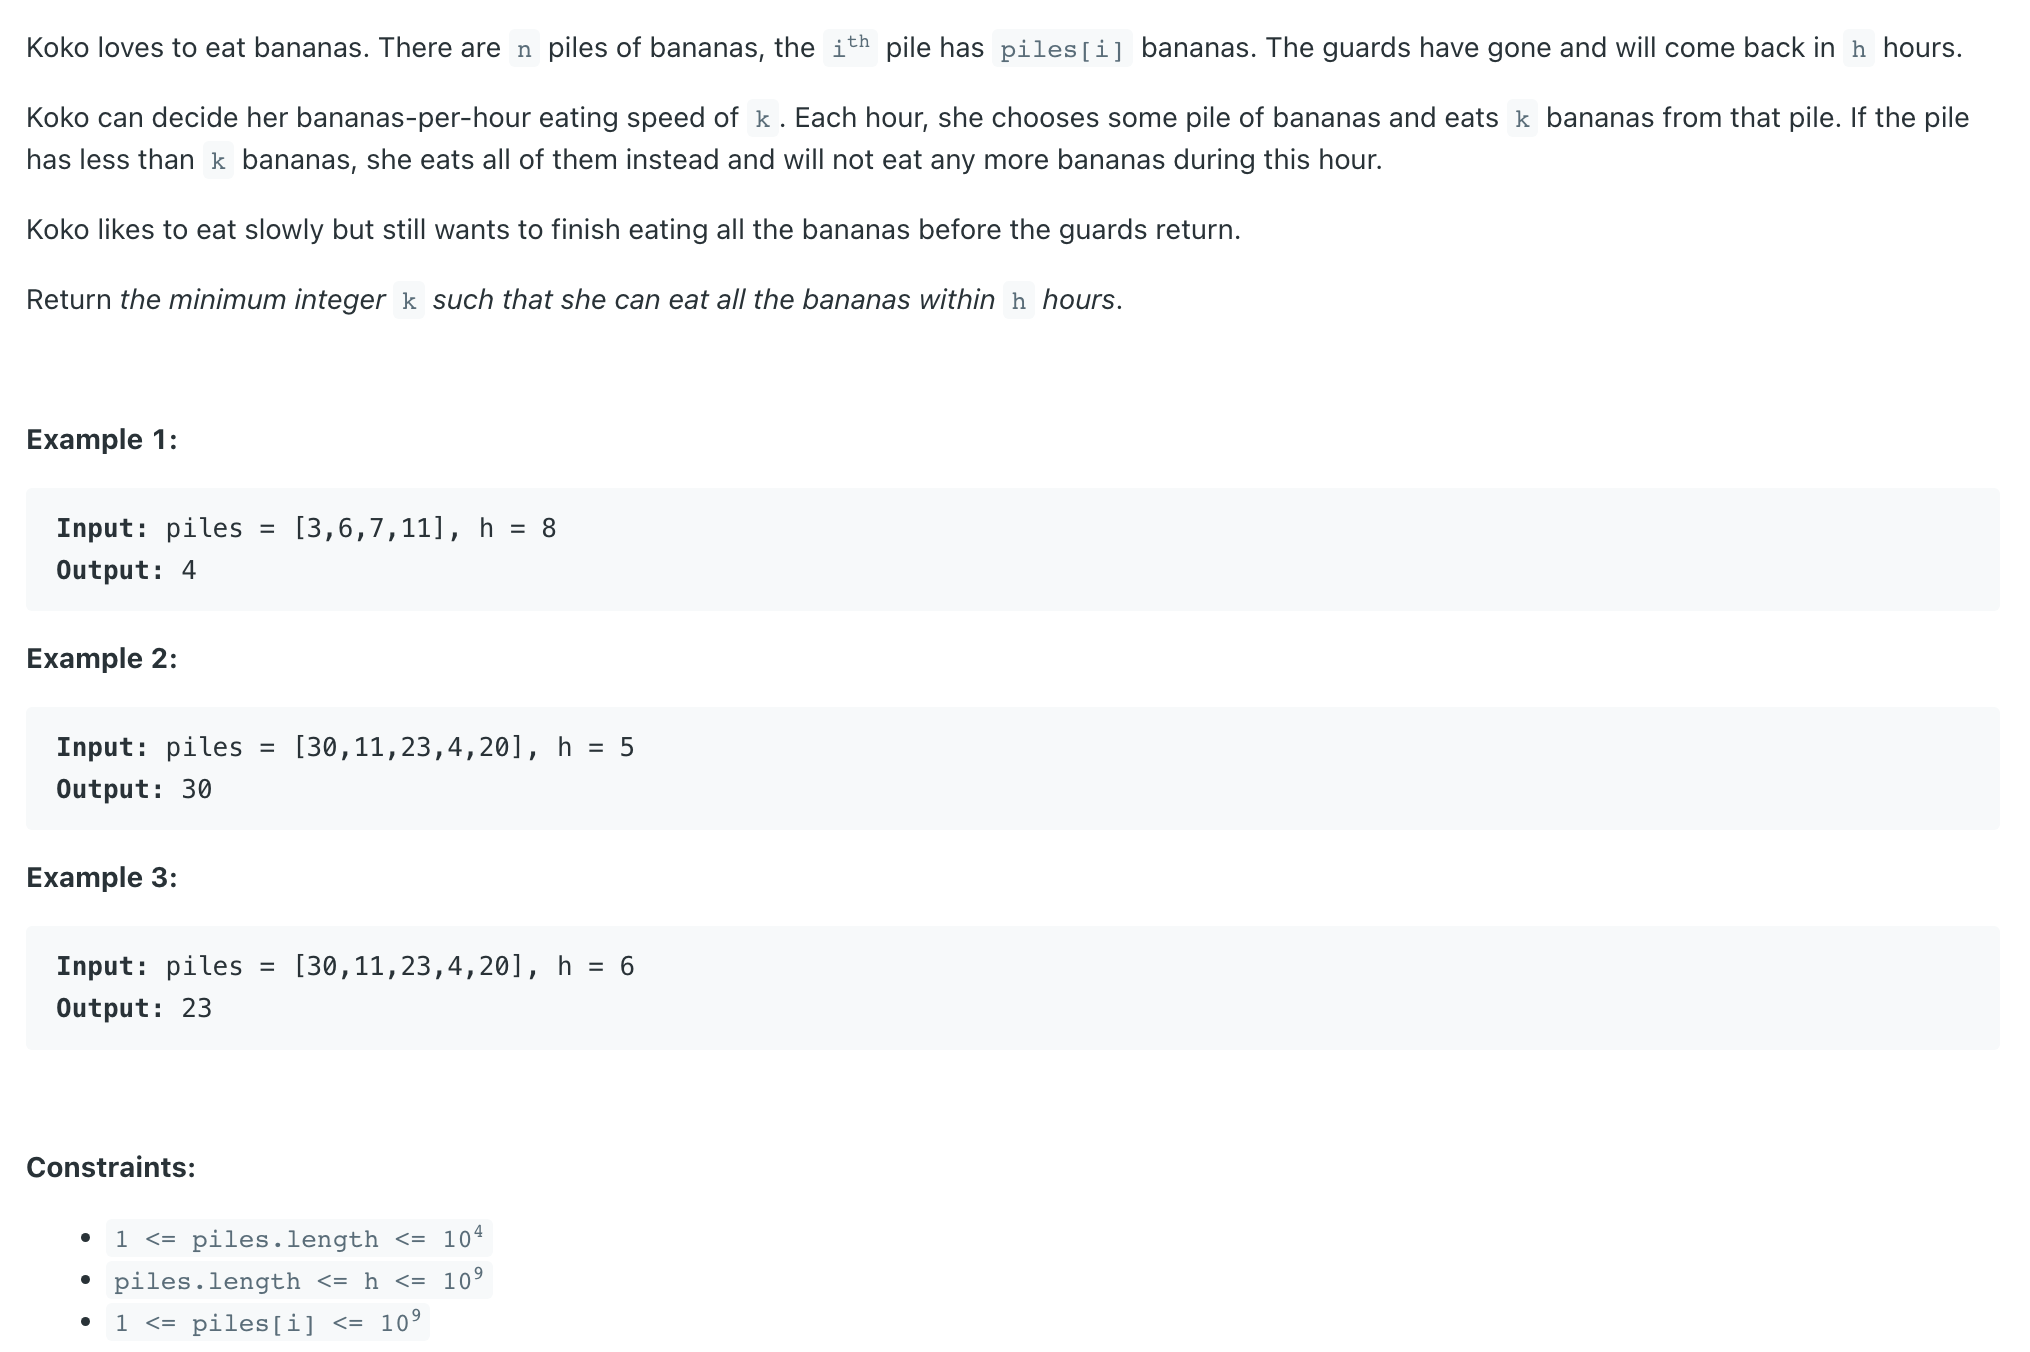 Koko loves to eat bananas. There are n piles of bananas, the iᵗʰ pile has piles[i] bananas. The guards have gone and will come back in h hours.
Koko can decide her bananas-per-hour eating speed of k. Each hour, she chooses some pile of bananas and eats k bananas from that pile. If the pile
has less than k bananas, she eats all of them instead and will not eat any more bananas during this hour.
Koko likes to eat slowly but still wants to finish eating all the bananas before the guards return.
Return the minimum integer k such that she can eat all the bananas within h hours.
Example 1:
Input: piles = [3,6,7,11], h = 8
Output: 4
Example 2:
Input: piles = [30,11,23,4,20], h = 5
Output: 30
Example 3:
Input: piles = [30,11,23,4,20], h = 6
Output: 23
Constraints:
• 1 <= piles.length <= 10⁴
• piles.length <= h <= 10⁹
• 1 <= piles[i] <= 10⁹